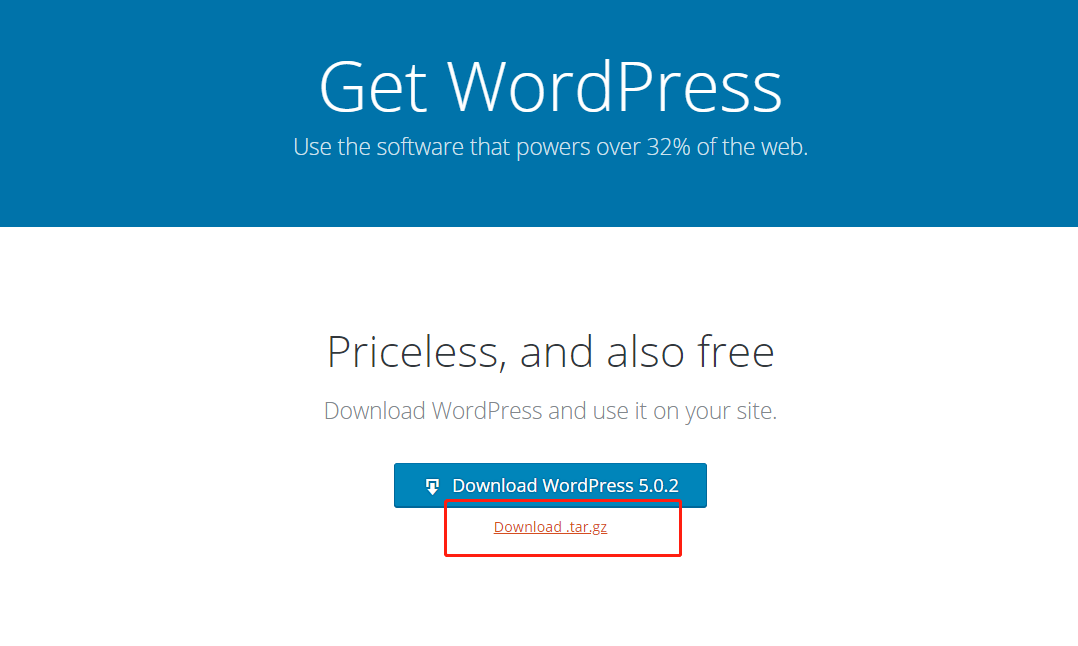 Get WordPress
Use the software that powers over 32% of the web.
Priceless, and also free
Download WordPress and use it on your site.
Download WordPress 5.0.2
Download .tar.gz